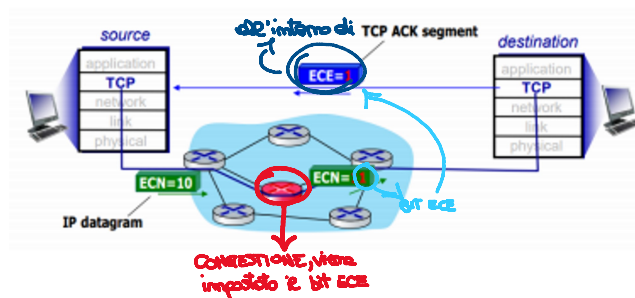 source
all'interno di
TCP ACK segment
destination
application
TCP
network
link
physical
ECE=1
application
TCP
network
link
physical
ECN=10
ECN=
bit ECE
IP datagram
CONGESTIONE, viene
impostato il bit ECE